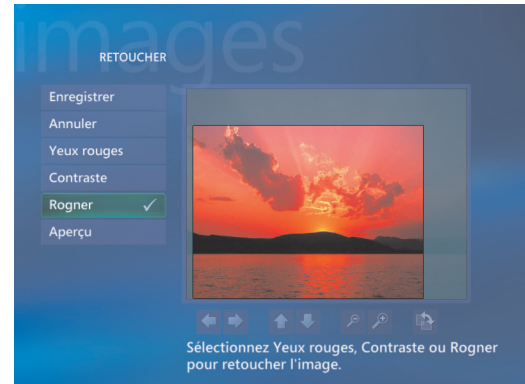 images
RETOUCHER
Enregistrer
Annuler
Yeux rouges
Contraste
Rogner
Aperçu
Sélectionnez Yeux rouges, Contraste ou Rogner
pour retoucher l'image.